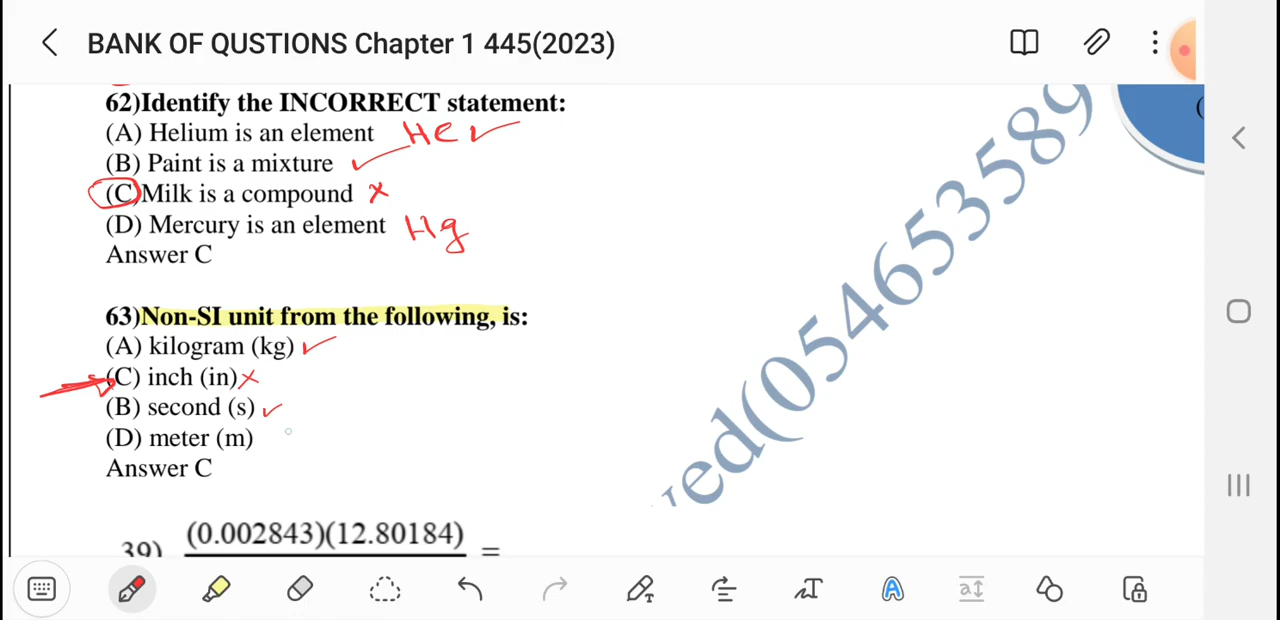 BANK OF QUSTIONS Chapter 1 445(2023)
62)Identify the INCORRECT statement:
(A) Helium is an element He
(B) Paint is a mixture
(C) Milk is a compound x
(D) Mercury is an element Hg
Answer C
63)Non-SI unit from the following, is:
(A) kilogram (kg)
(C) inch (in) x
(B) second (s)
(D) meter (m)
Answer C
39) (0.002843)(12.80184) =
ed(054653589